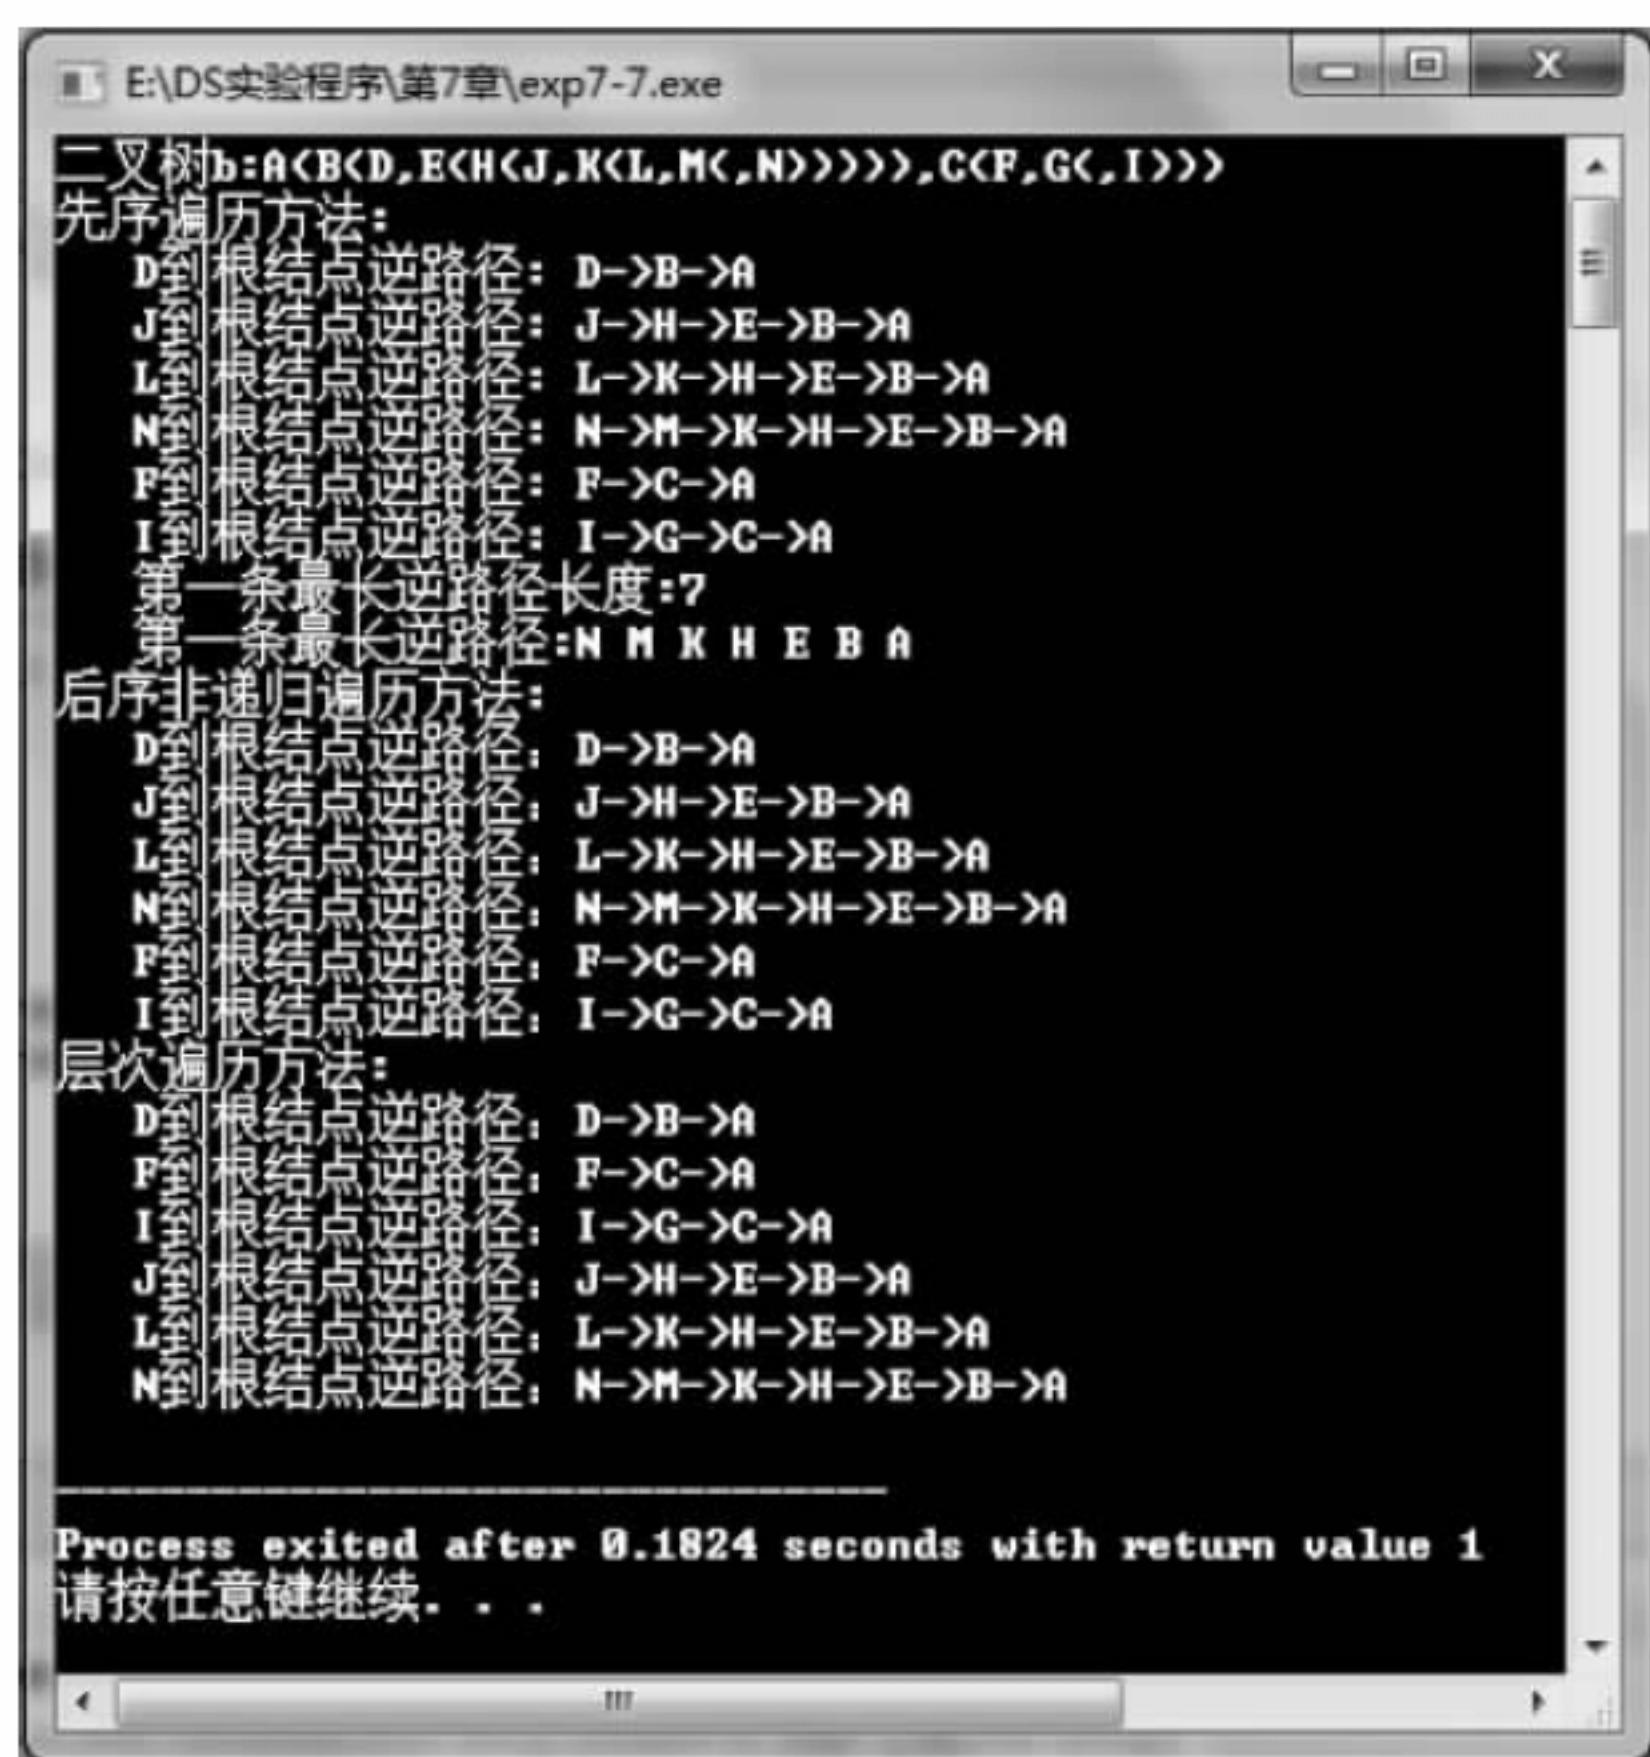 E:\DS实验程序\第7章\exp7-7.exe
二叉树b:A(B(D,E(H(J,K(L,M(,N))))),C(F,G(,I)))
先序遍历方法:
D到根结点逆路径: D->B->A
J到根结点逆路径: J->H->E->B->A
L到根结点逆路径: L->K->H->E->B->A
N到根结点逆路径: N->M->K->H->E->B->A
F到根结点逆路径: F->C->A
I到根结点逆路径: I->G->C->A
第一条最长逆路径长度:7
第一条最长逆路径:N M K H E B A
后序非递归遍历方法:
D到根结点逆路径: D->B->A
J到根结点逆路径: J->H->E->B->A
L到根结点逆路径: L->K->H->E->B->A
N到根结点逆路径: N->M->K->H->E->B->A
F到根结点逆路径: F->C->A
I到根结点逆路径: I->G->C->A
层次遍历方法:
D到根结点逆路径: D->B->A
F到根结点逆路径: F->C->A
I到根结点逆路径: I->G->C->A
J到根结点逆路径: J->H->E->B->A
L到根结点逆路径: L->K->H->E->B->A
N到根结点逆路径: N->M->K->H->E->B->A
--------------------------------
Process exited after 0.1824 seconds with return value 1
请按任意键继续. . .